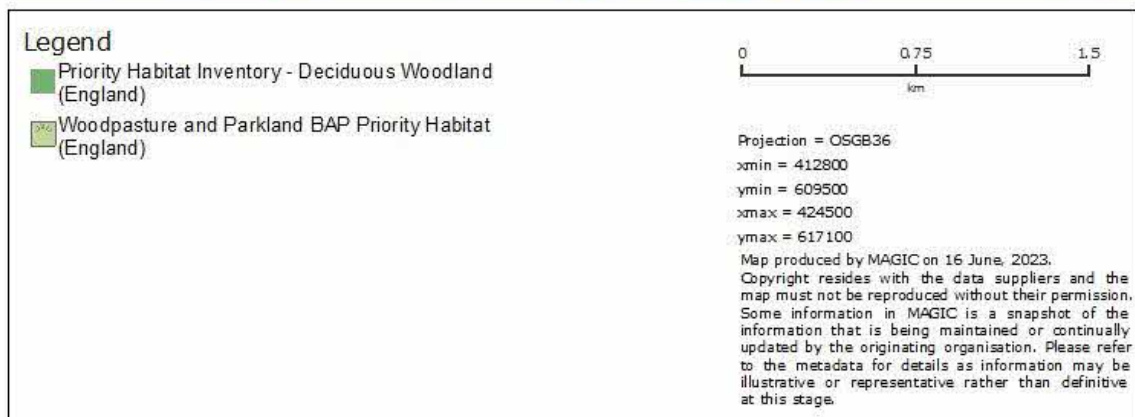 Legend
Priority Habitat Inventory - Deciduous Woodland
(England)
Woodpasture and Parkland BAP Priority Habitat
(England)
0 0.75 1.5
km
Projection = OSGB36
xmin = 412800
ymin = 609500
xmax = 424500
ymax = 617100
Map produced by MAGIC on 16 June, 2023.
Copyright resides with the data suppliers and the
map must not be reproduced without their permission.
Some information in MAGIC is a snapshot of the
information that is being maintained or continually
updated by the originating organisation. Please refer
to the metadata for details as information may be
illustrative or representative rather than definitive
at this stage.